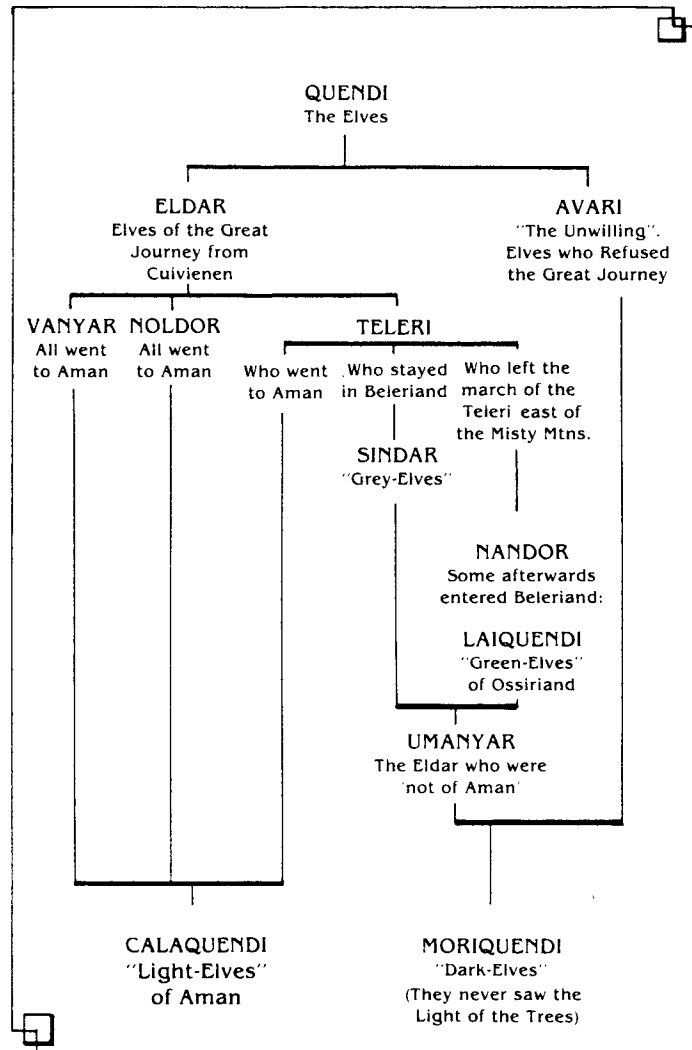 QUENDI
The Elves
ELDAR
Elves of the Great
Journey from
Cuivienen
AVARI
"The Unwilling".
Elves who Refused
the Great Journey
VANYAR
All went
to Aman
NOLDOR
All went
to Aman
TELERI
Who went
to Aman
Who stayed
in Beleriand
Who left the
march of the
Teleri east of
the Misty Mtns.
SINDAR
"Grey-Elves"
NANDOR
Some afterwards
entered Beleriand:
LAIQUENDI
"Green-Elves"
of Ossiriand
UMANYAR
The Eldar who were
'not of Aman'
CALAQUENDI
"Light-Elves"
of Aman
MORIQUENDI
"Dark-Elves"
(They never saw the
Light of the Trees)